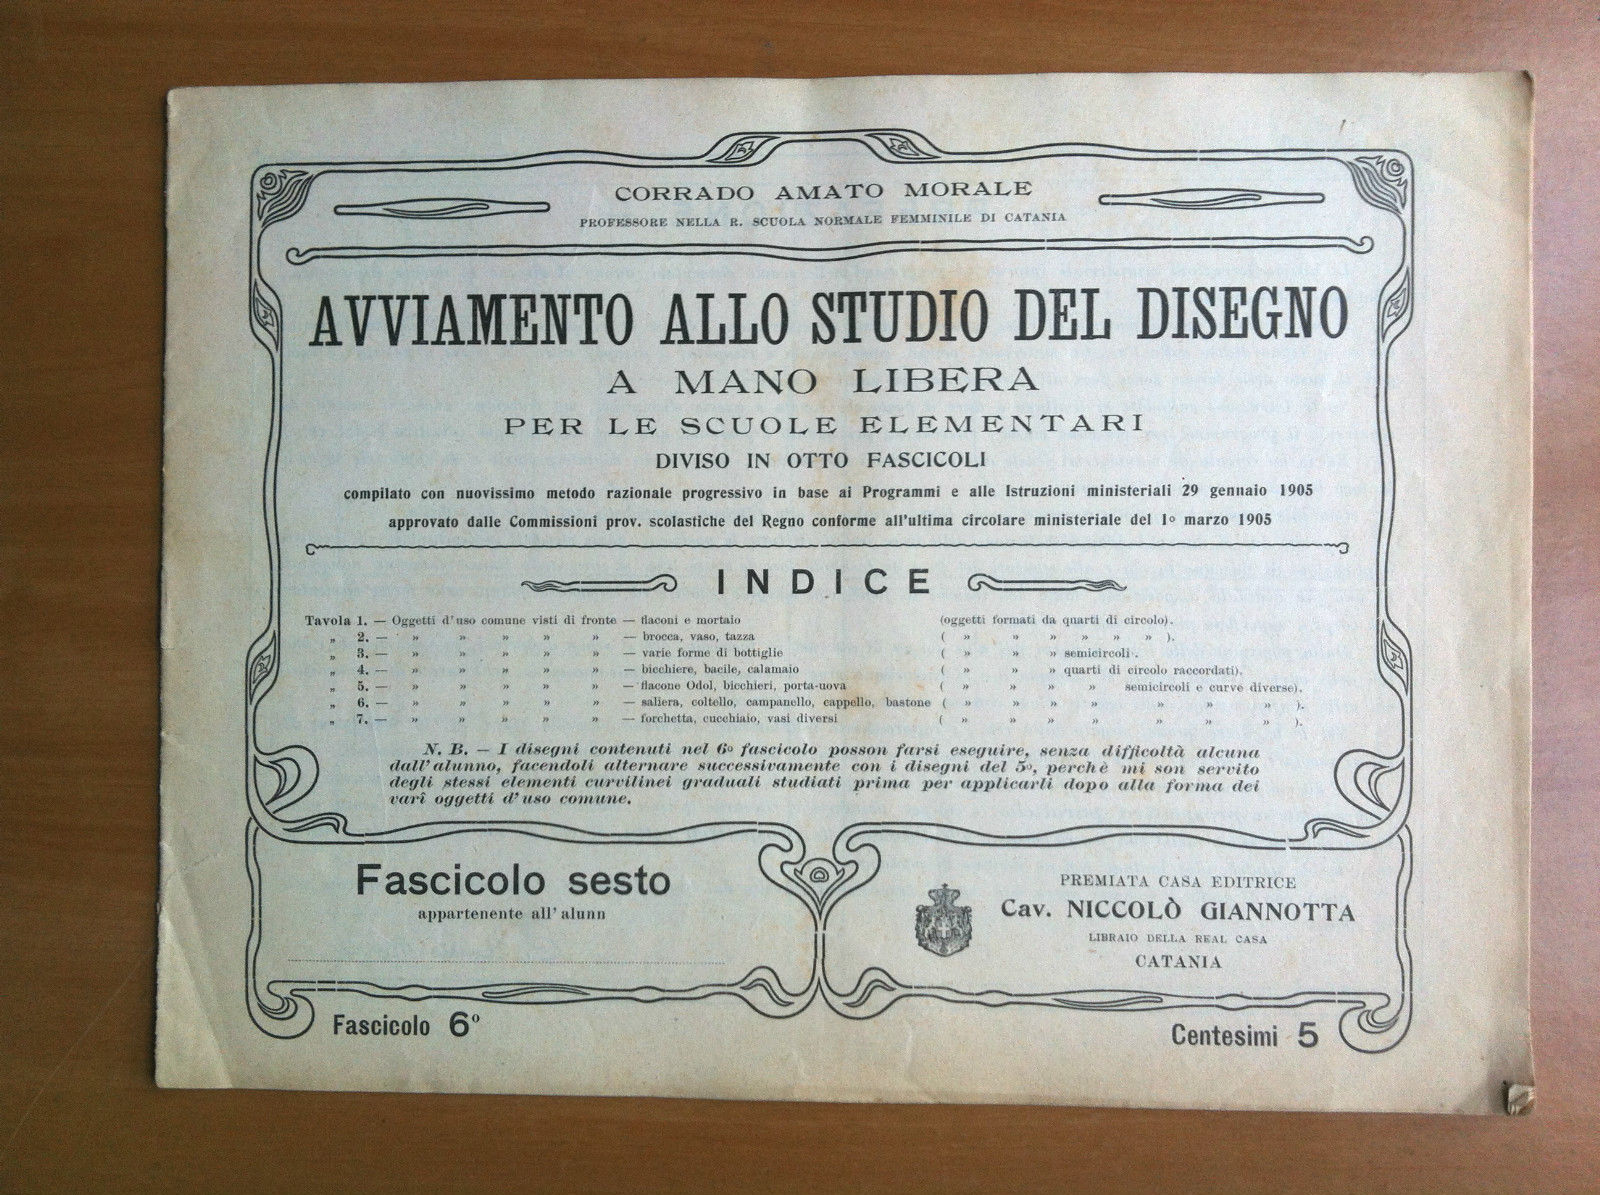 CORRADO AMATO MORALE
PROFESSORE NELLA R. SCUOLA NORMALE FEMMINILE DI CATANIA
AVVIAMENTO ALLO STUDIO DEL DISEGNO
A MANO LIBERA
PER LE SCUOLE ELEMENTARI
DIVISO IN OTTO FASCICOLI
compilato con nuovissimo metodo razionale progressivo in base ai Programmi e alle Istruzioni ministeriali 29 gennaio 1905
approvato dalle Commissioni prov. scolastiche del Regno conforme all'ultima circolare ministeriale del 1º marzo 1905
INDICE
Tavola 1. — Oggetti d'uso comune visti di fronte — flaconi e mortaio (oggetti formati da quarti di circolo).
„ 2. — » » » » » — brocca, vaso, tazza ( » » » » » » ).
„ 3. — » » » » » — varie forme di bottiglie ( » » » semicircoli).
„ 4. — » » » » » — bicchiere, bacile, calamaio ( » » » quarti di circolo raccordati).
„ 5. — » » » » » — flacone Odol, bicchieri, porta-uova ( » » » » semicircoli e curve diverse).
„ 6. — » » » » » — saliera, coltello, campanello, cappello, bastone ( » » » » » » » ).
„ 7. — » » » » » — forchetta, cucchiaio, vasi diversi ( » » » » » » » ).
N. B. — I disegni contenuti nel 6º fascicolo posson farsi eseguire, senza difficoltà alcuna
dall'alunno, facendoli alternare successivamente con i disegni del 5º, perchè mi son servito
degli stessi elementi curvilinei graduali studiati prima per applicarli dopo alla forma dei
varî oggetti d'uso comune.
Fascicolo sesto
appartenente all'alunn
PREMIATA CASA EDITRICE
Cav. NICCOLÒ GIANNOTTA
LIBRAIO DELLA REAL CASA
CATANIA
Fascicolo 6º
Centesimi 5